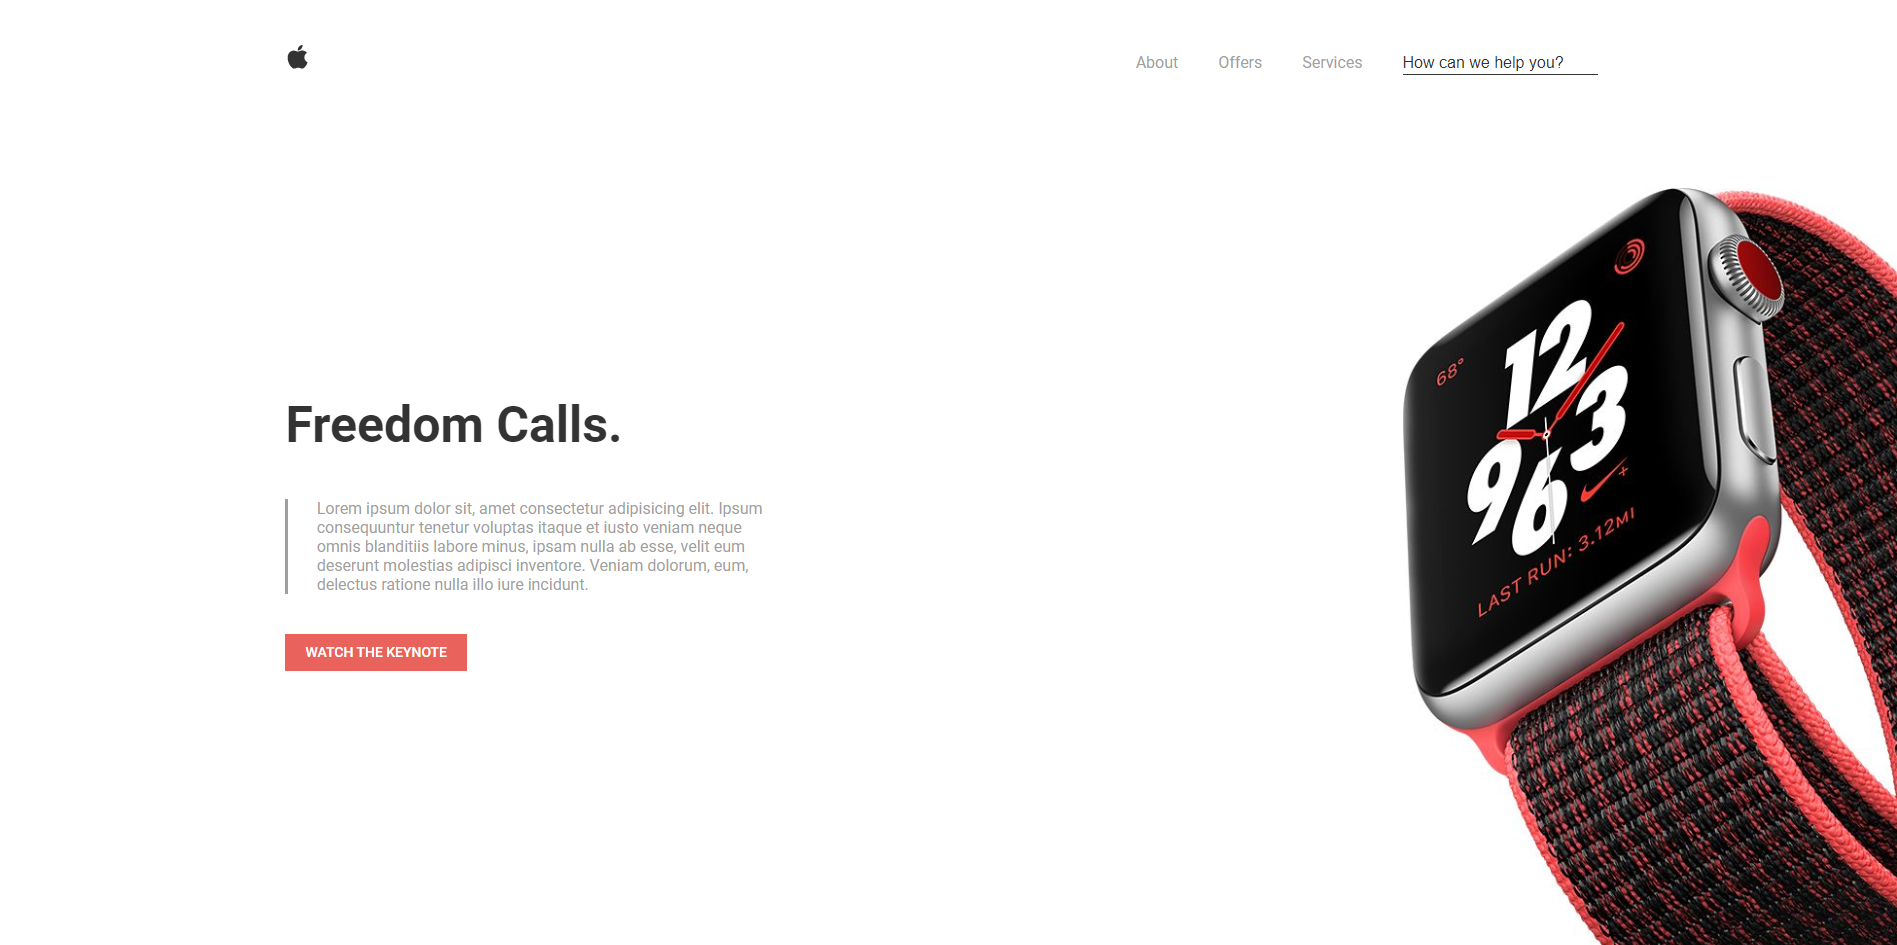 About Offers Services How can we help you?
Freedom Calls.
Lorem ipsum dolor sit, amet consectetur adipisicing elit. Ipsum
consequuntur tenetur voluptas itaque et iusto veniam neque
omnis blanditiis labore minus, ipsam nulla ab esse, velit eum
deserunt molestias adipisci inventore. Veniam dolorum, eum,
delectus ratione nulla illo iure incidunt.
WATCH THE KEYNOTE
68°
12
3
9
6
+
LAST RUN: 3.12MI